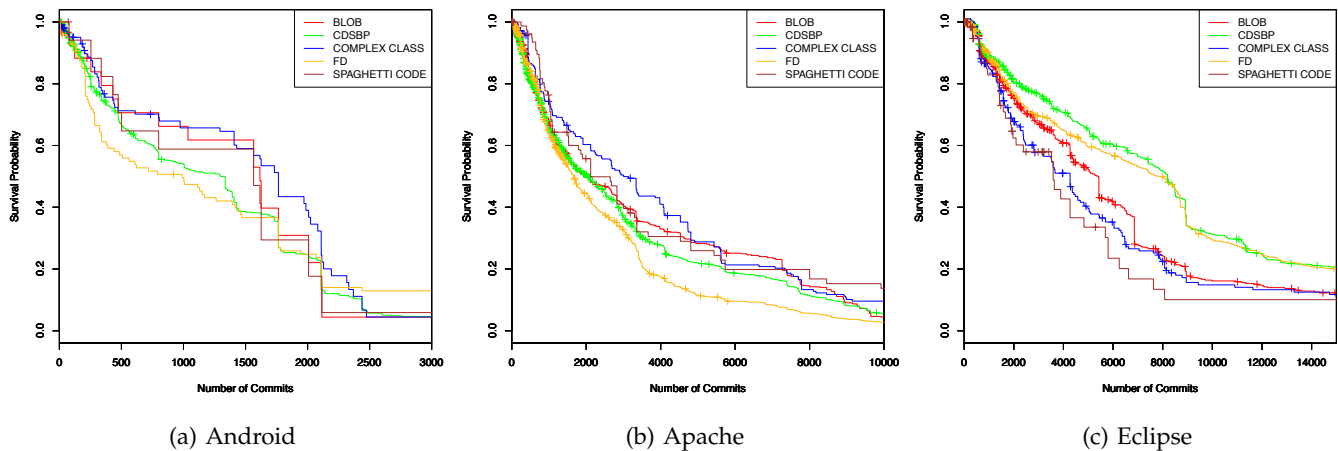 BLOB
CDSBP
COMPLEX CLASS
FD
SPAGHETTI CODE
Survival Probability
1.0
0.8
0.6
0.4
0.2
0.0
0 500 1000 1500 2000 2500 3000
Number of Commits
(a) Android
BLOB
CDSBP
COMPLEX CLASS
FD
SPAGHETTI CODE
Survival Probability
1.0
0.8
0.6
0.4
0.2
0.0
0 2000 4000 6000 8000 10000
Number of Commits
(b) Apache
BLOB
CDSBP
COMPLEX CLASS
FD
SPAGHETTI CODE
Survival Probability
1.0
0.8
0.6
0.4
0.2
0.0
0 2000 4000 6000 8000 10000 14000
Number of Commits
(c) Eclipse